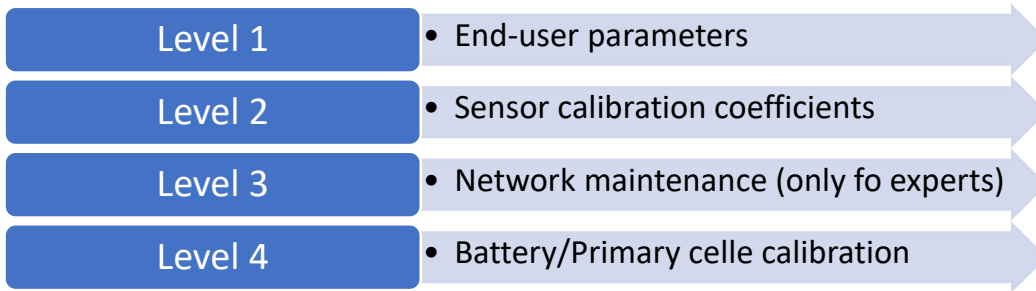 Level 1
• End-user parameters
Level 2
• Sensor calibration coefficients
Level 3
• Network maintenance (only fo experts)
Level 4
• Battery/Primary celle calibration